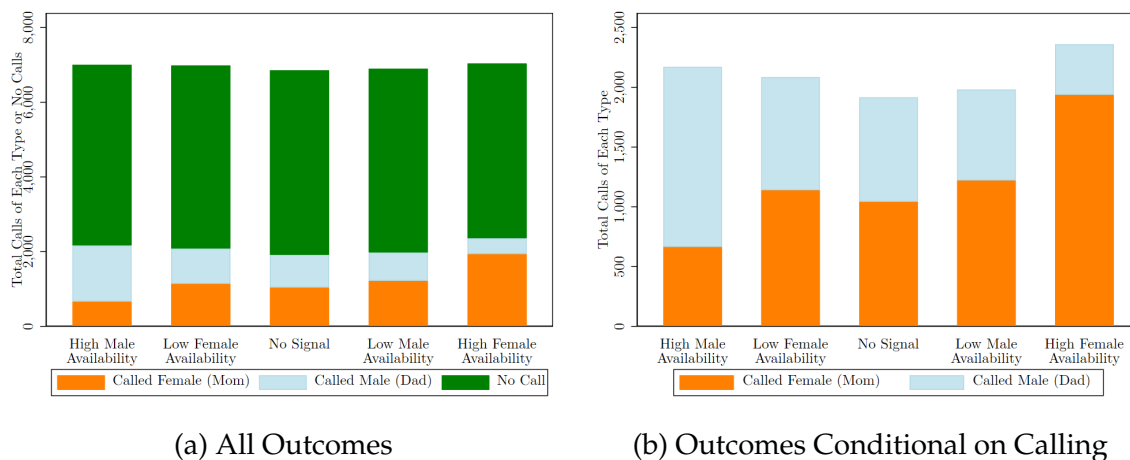 Total Calls of Each Type or No Calls
8,000
6,000
4,000
2,000
0
High Male
Availability
Low Female
Availability
No Signal
Low Male
Availability
High Female
Availability
Called Female (Mom)
Called Male (Dad)
No Call
(a) All Outcomes
Total Calls of Each Type
2,500
2,000
1,500
1,000
500
0
High Male
Availability
Low Female
Availability
No Signal
Low Male
Availability
High Female
Availability
Called Female (Mom)
Called Male (Dad)
(b) Outcomes Conditional on Calling